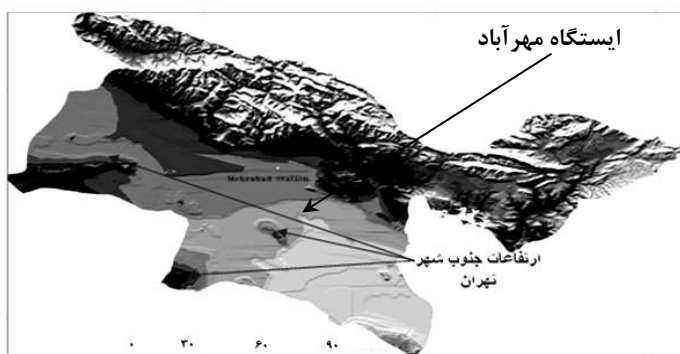 ایستگاه مهرآباد
Mehrabad Station
ارتفاعات جنوب شهر
تهران
۰ ۳۰ ۶۰ ۹۰